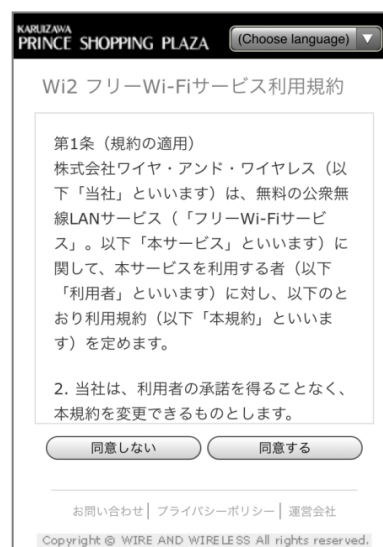 KARUIZAWA
PRINCE SHOPPING PLAZA
(Choose language)
Wi2 フリーWi-Fiサービス利用規約
第1条（規約の適用）
株式会社ワイヤ・アンド・ワイヤレス（以
下「当社」といいます）は、無料の公衆無
線LANサービス（「フリーWi-Fiサービ
ス」。以下「本サービス」といいます）に
関して、本サービスを利用する者（以下
「利用者」といいます）に対し、以下のと
おり利用規約（以下「本規約」といいま
す）を定めます。
2. 当社は、利用者の承諾を得ることなく、
本規約を変更できるものとします。
同意しない
同意する
お問い合わせ| プライバシーポリシー| 運営会社
Copyright © WIRE AND WIRELESS All rights reserved.